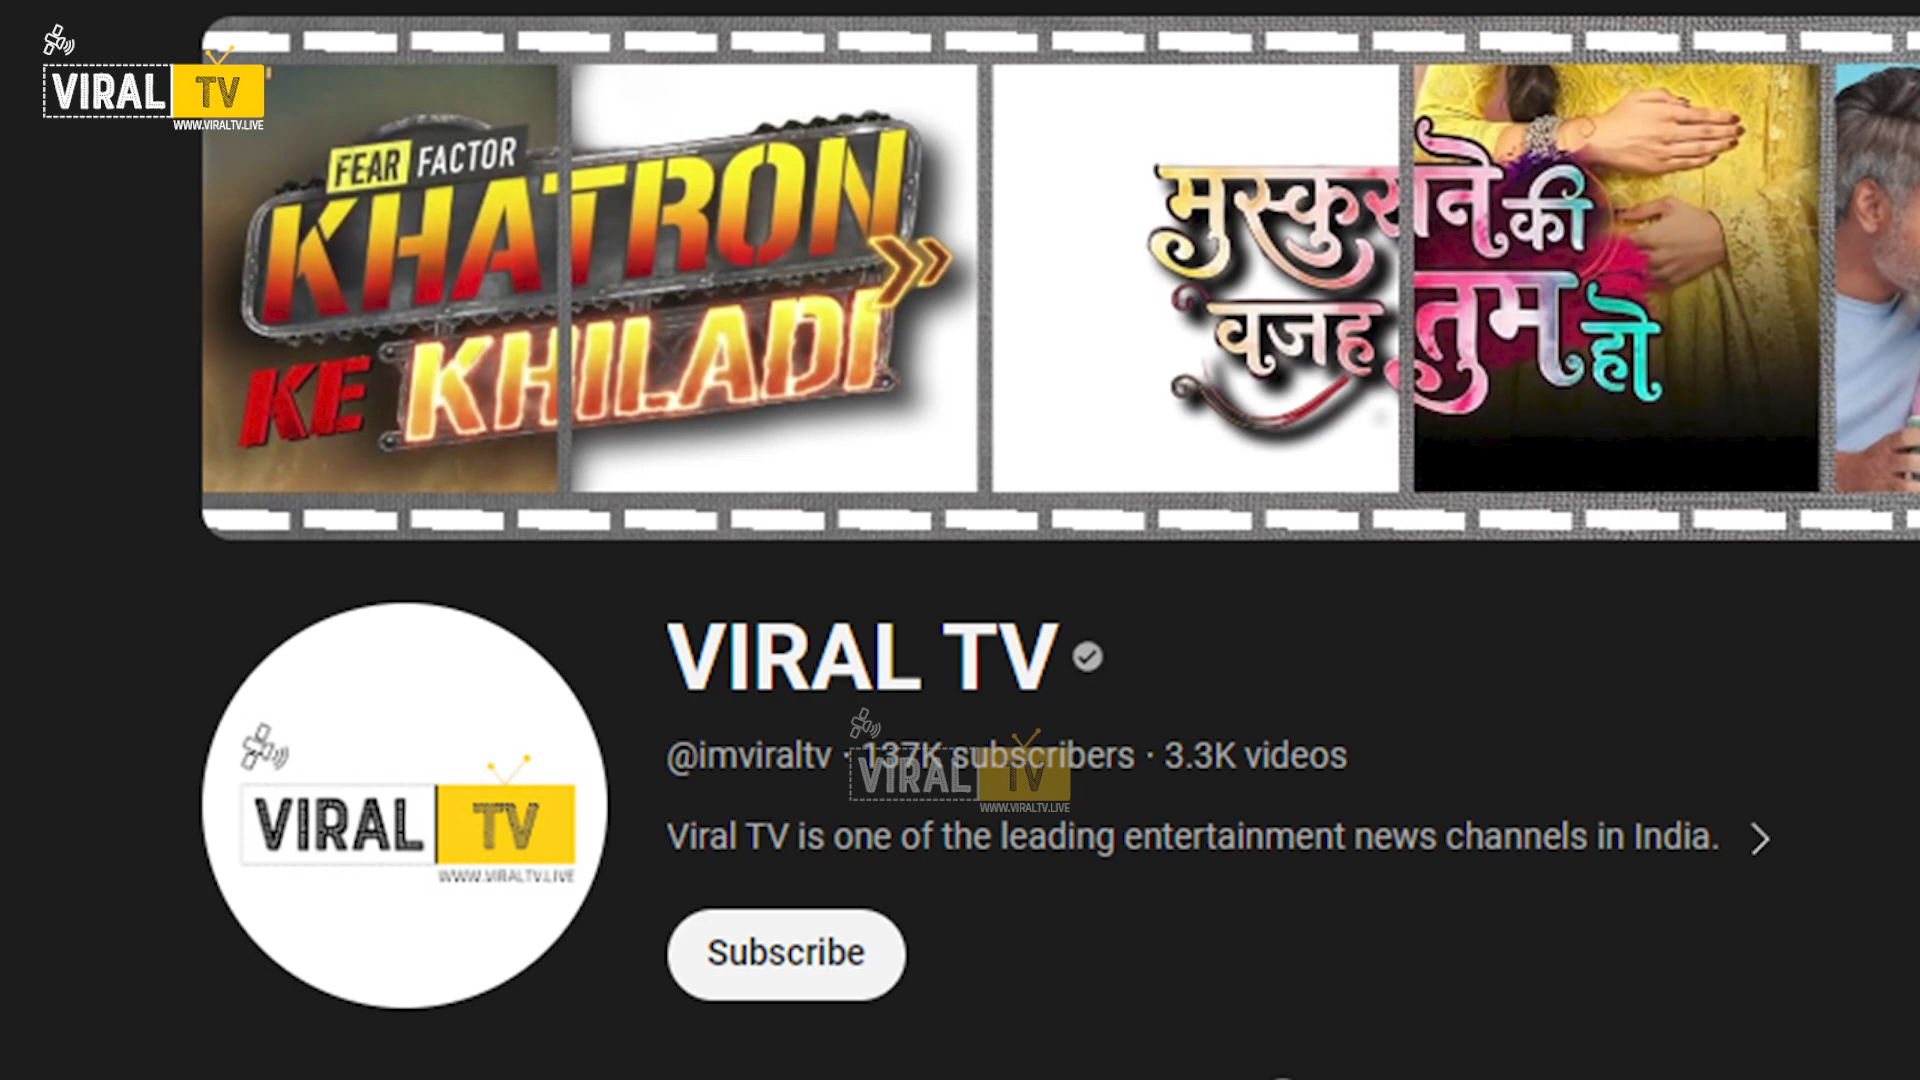 VIRAL TV
WWW.VIRALTV.LIVE
FEAR FACTOR
KHATRON
KE KHILADI
मुस्कुराने की
वजह तुम हो
VIRAL TV
@imviraltv · 137K subscribers · 3.3K videos
VIRAL TV
WWW.VIRALTV.LIVE
Viral TV is one of the leading entertainment news channels in India.
VIRAL TV
WWW.VIRALTV.LIVE
Subscribe